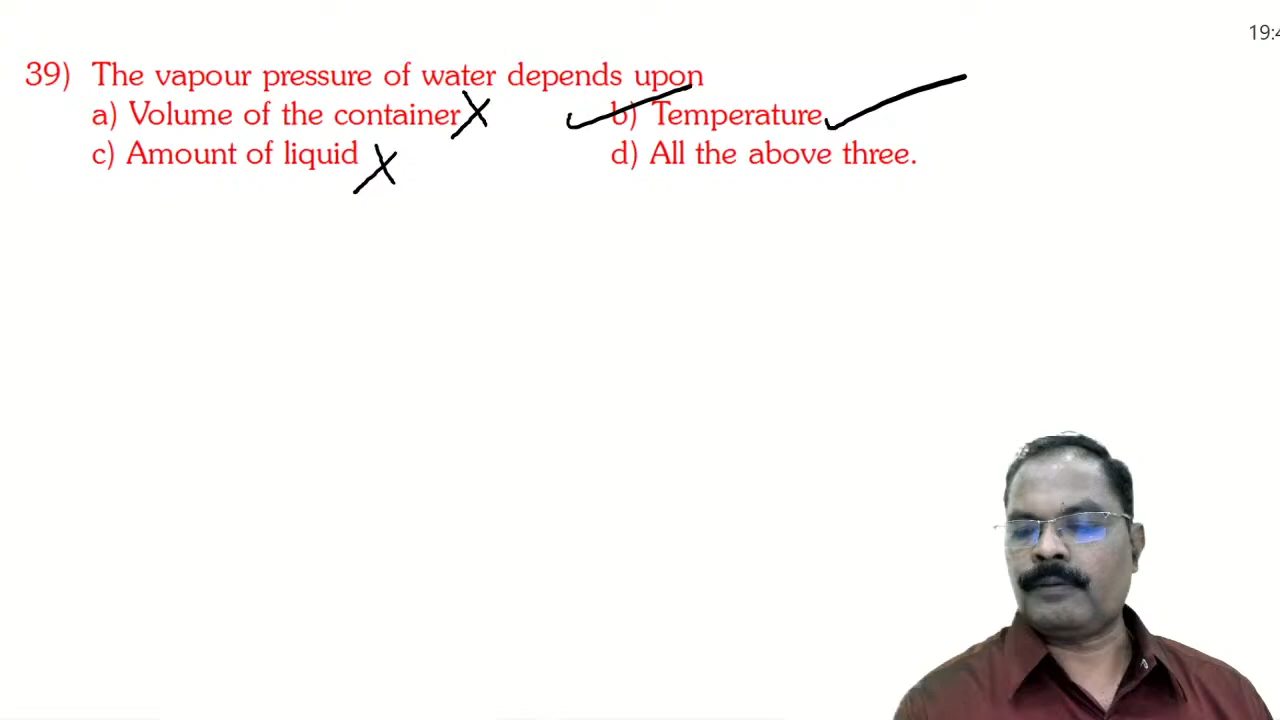 19:4
39) The vapour pressure of water depends upon
a) Volume of the container b) Temperature
c) Amount of liquid d) All the above three.